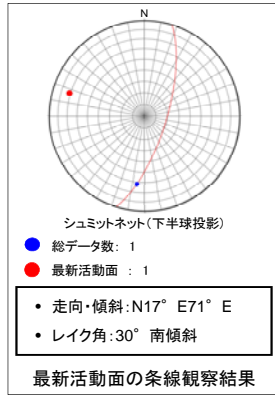 N
シュミットネット(下半球投影)
総データ数: 1
最新活動面 : 1
• 走向・傾斜:N17°E71°E
• レイク角:30°南傾斜
最新活動面の条線観察結果